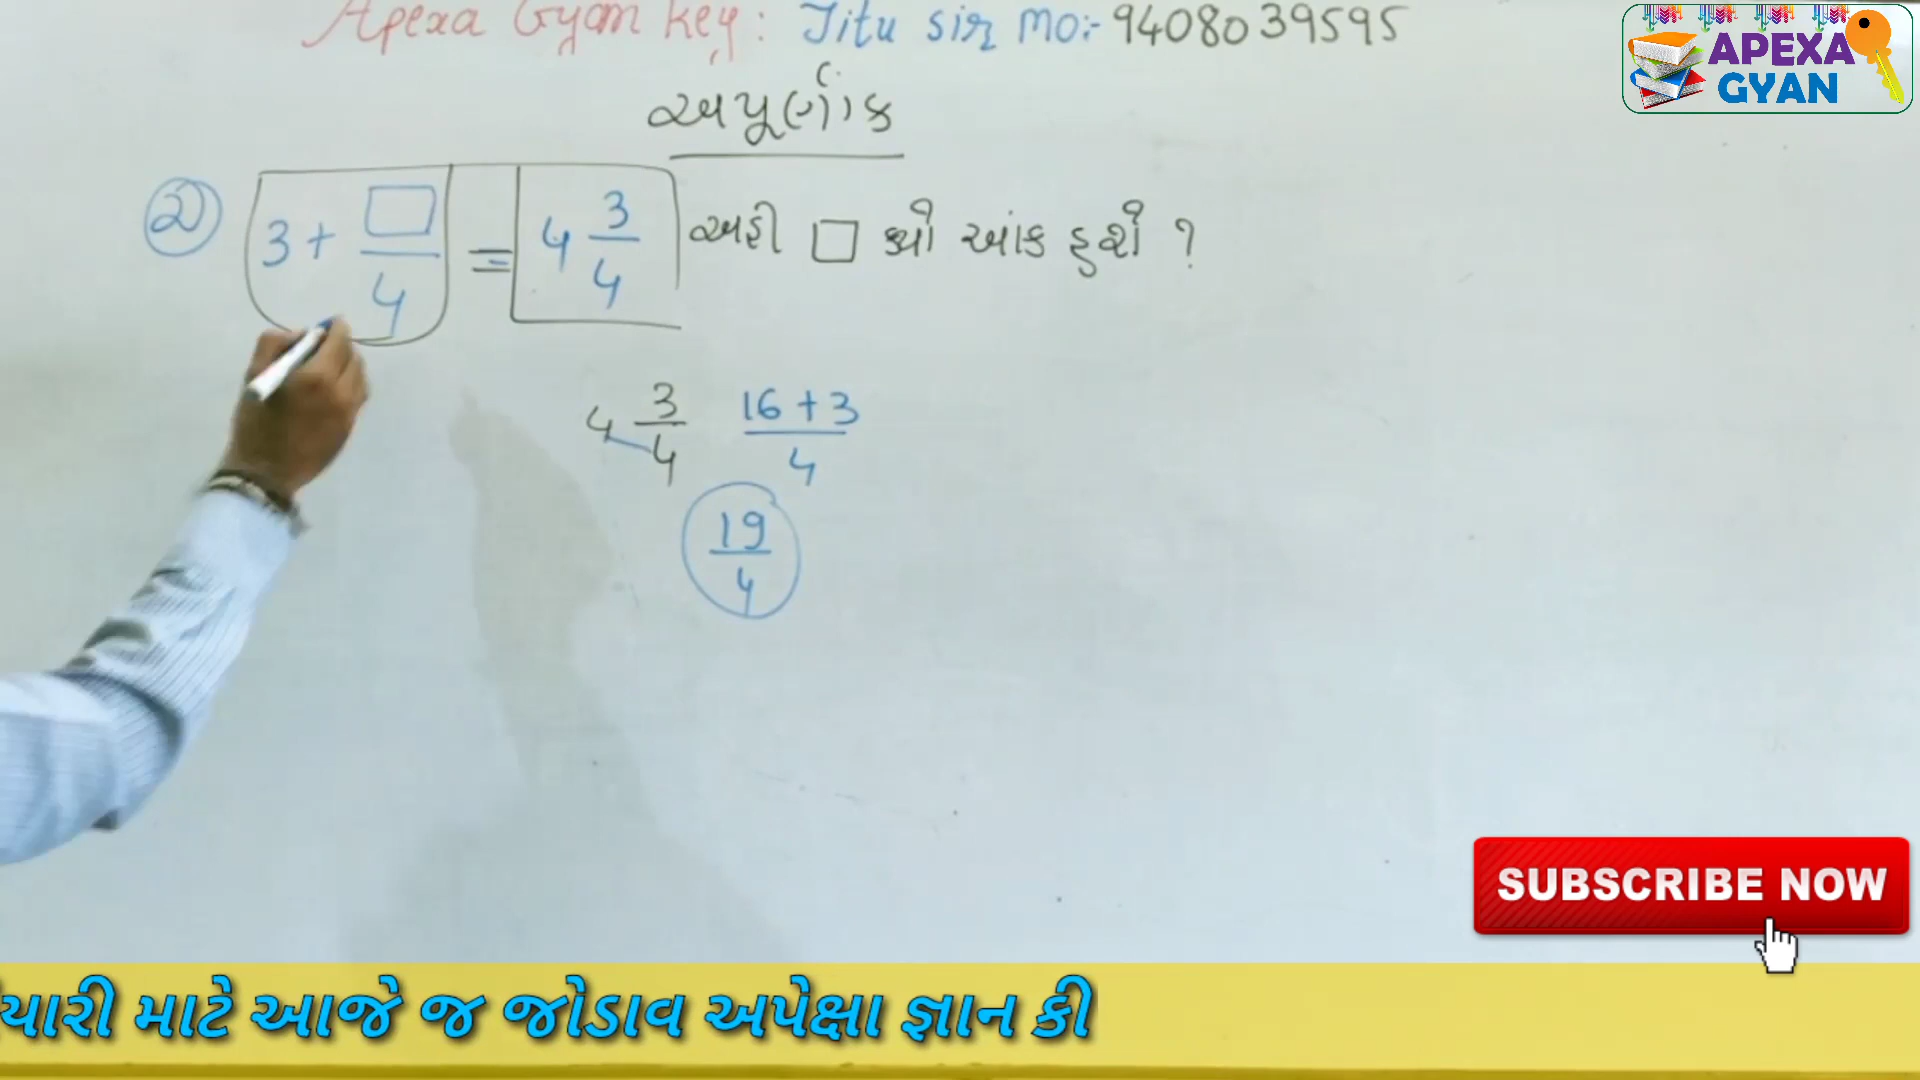 Apexa Gyan Key: Jitu sir mo:- 9408039595
APEXA
GYAN
અપૂર્ણાંક
૨ 3 + □/4 = 4 3/4 અહી □ ક્યો આંક હશે ?
4 3/4 16 + 3/4
19/4
SUBSCRIBE NOW
યારી માટે આજે જ જોડાવ અપેક્ષા જ્ઞાન કી